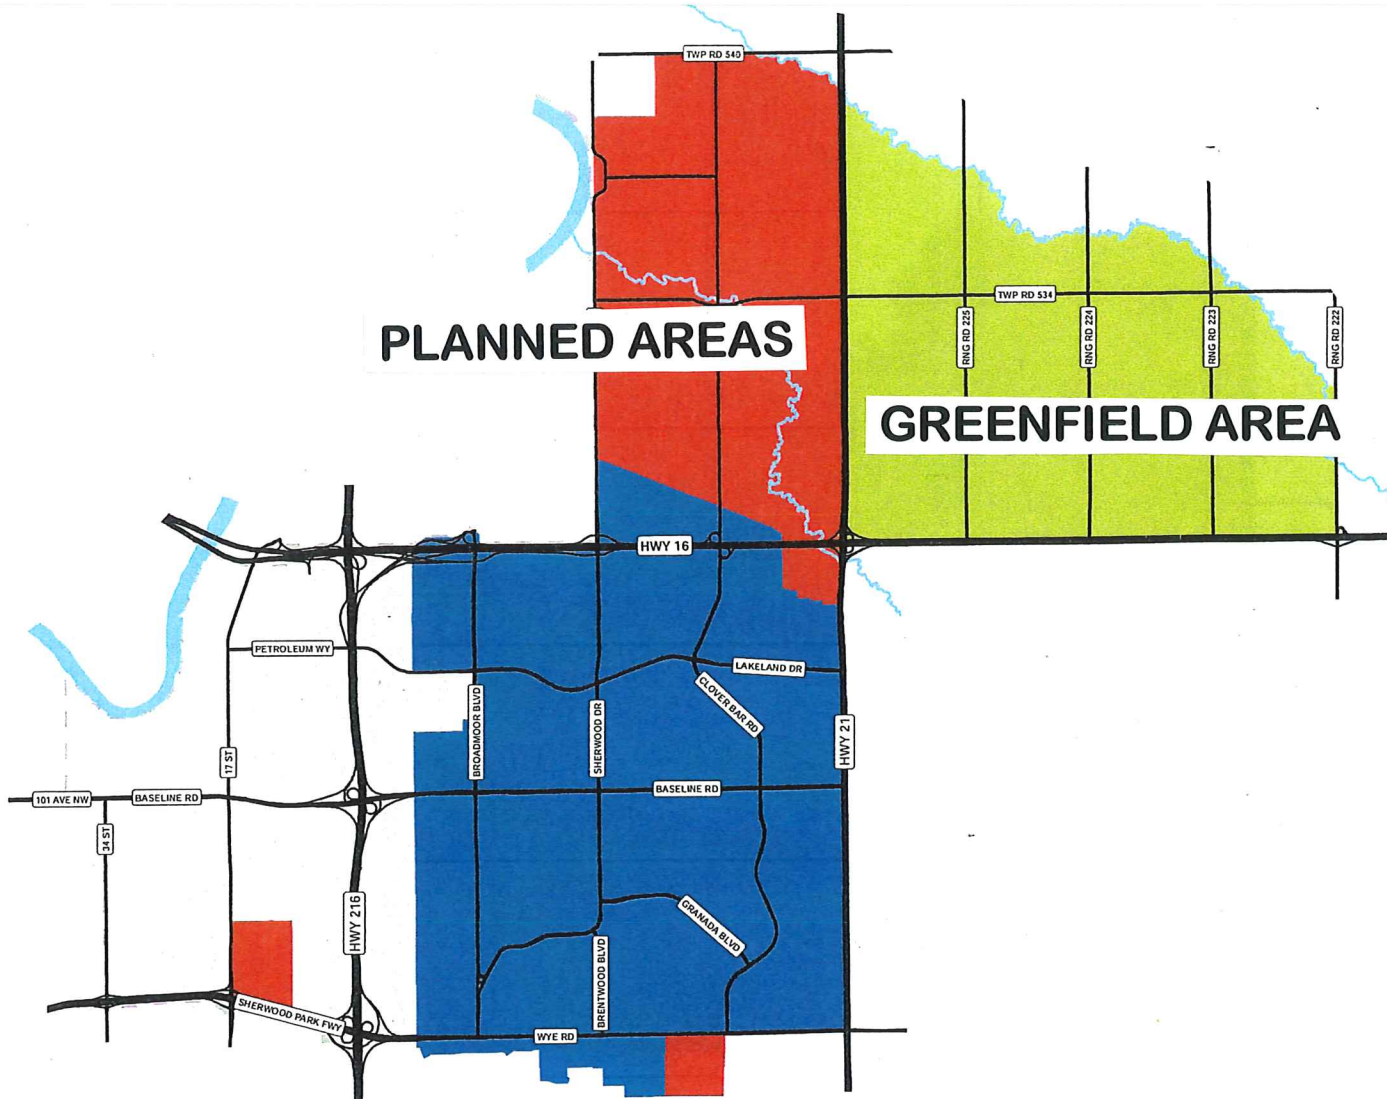 TWP RD 540
TWP RD 534
RNG RD 225
RNG RD 224
RNG RD 223
RNG RD 222
PLANNED AREAS
GREENFIELD AREA
HWY 16
PETROLEUM WY
LAKELAND DR
CLOVER BAR RD
BROADMOOR BLVD
SHERWOOD DR
HWY 21
17 ST
101 AVE NW
BASELINE RD
BASELINE RD
34 ST
HWY 216
GRANADA BLVD
BRENTWOOD BLVD
SHERWOOD PARK FWY
WYE RD